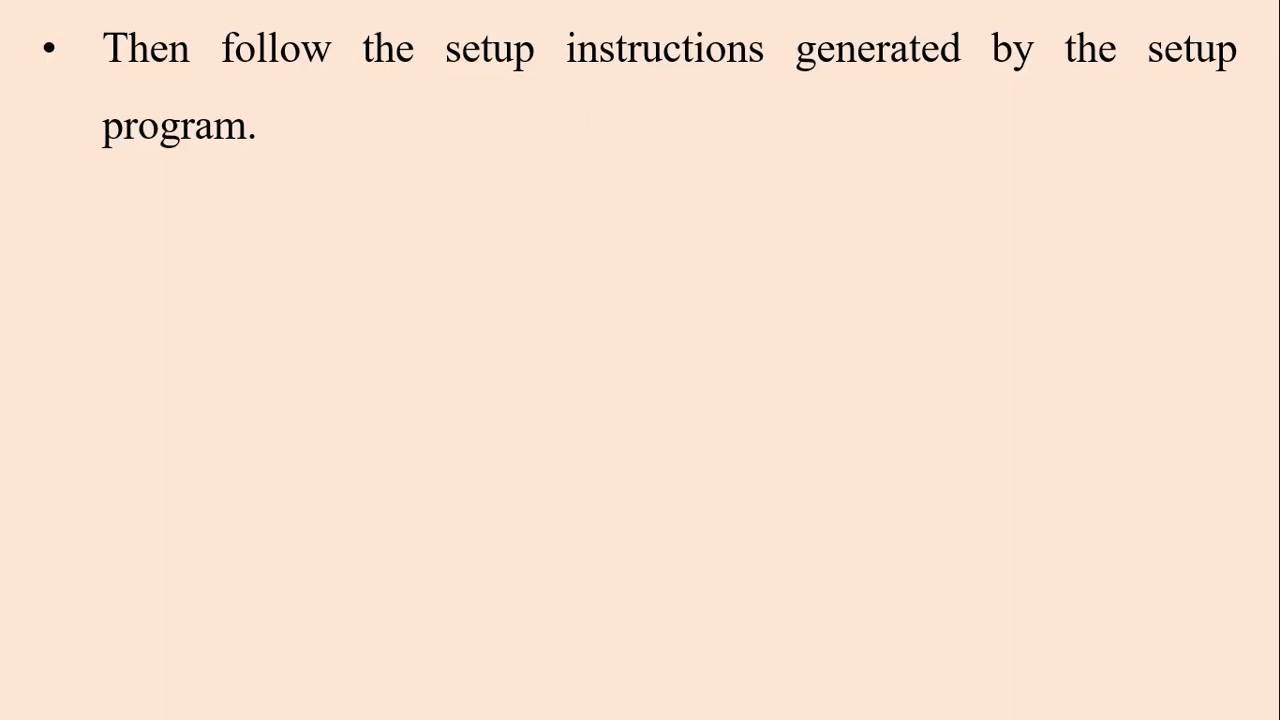 • Then follow the setup instructions generated by the setup
program.